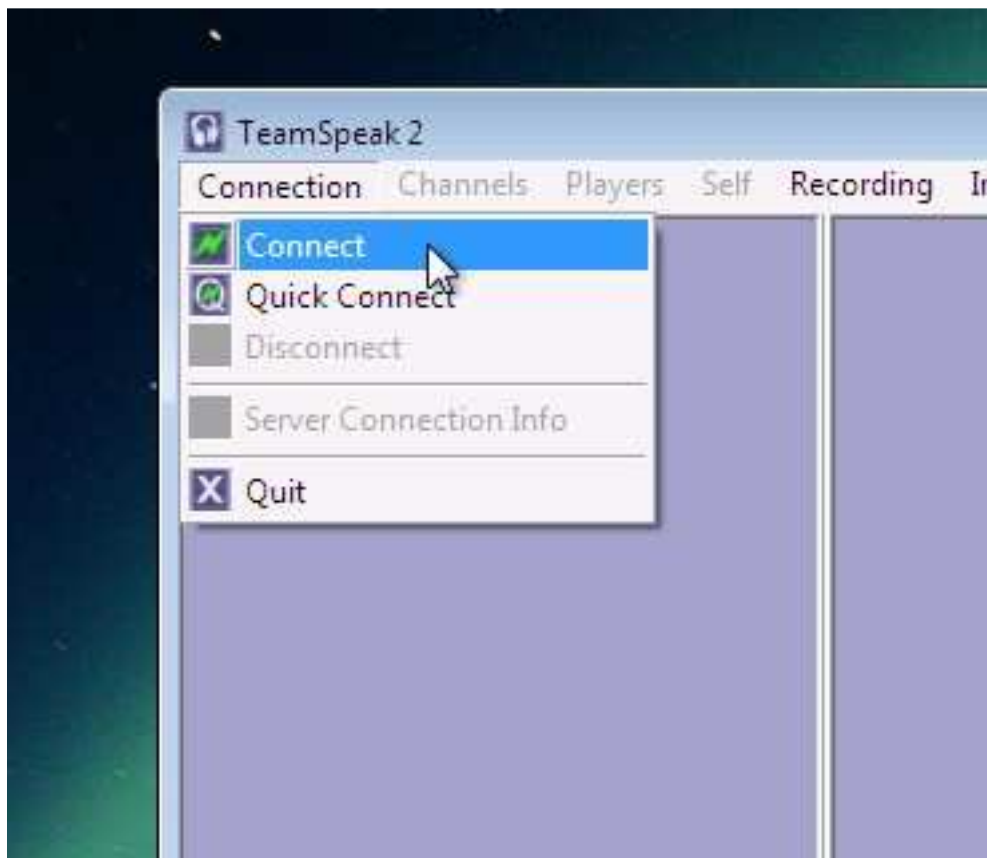 TeamSpeak 2
Connection Channels Players Self Recording
Connect
Quick Connect
Disconnect
Server Connection Info
Quit